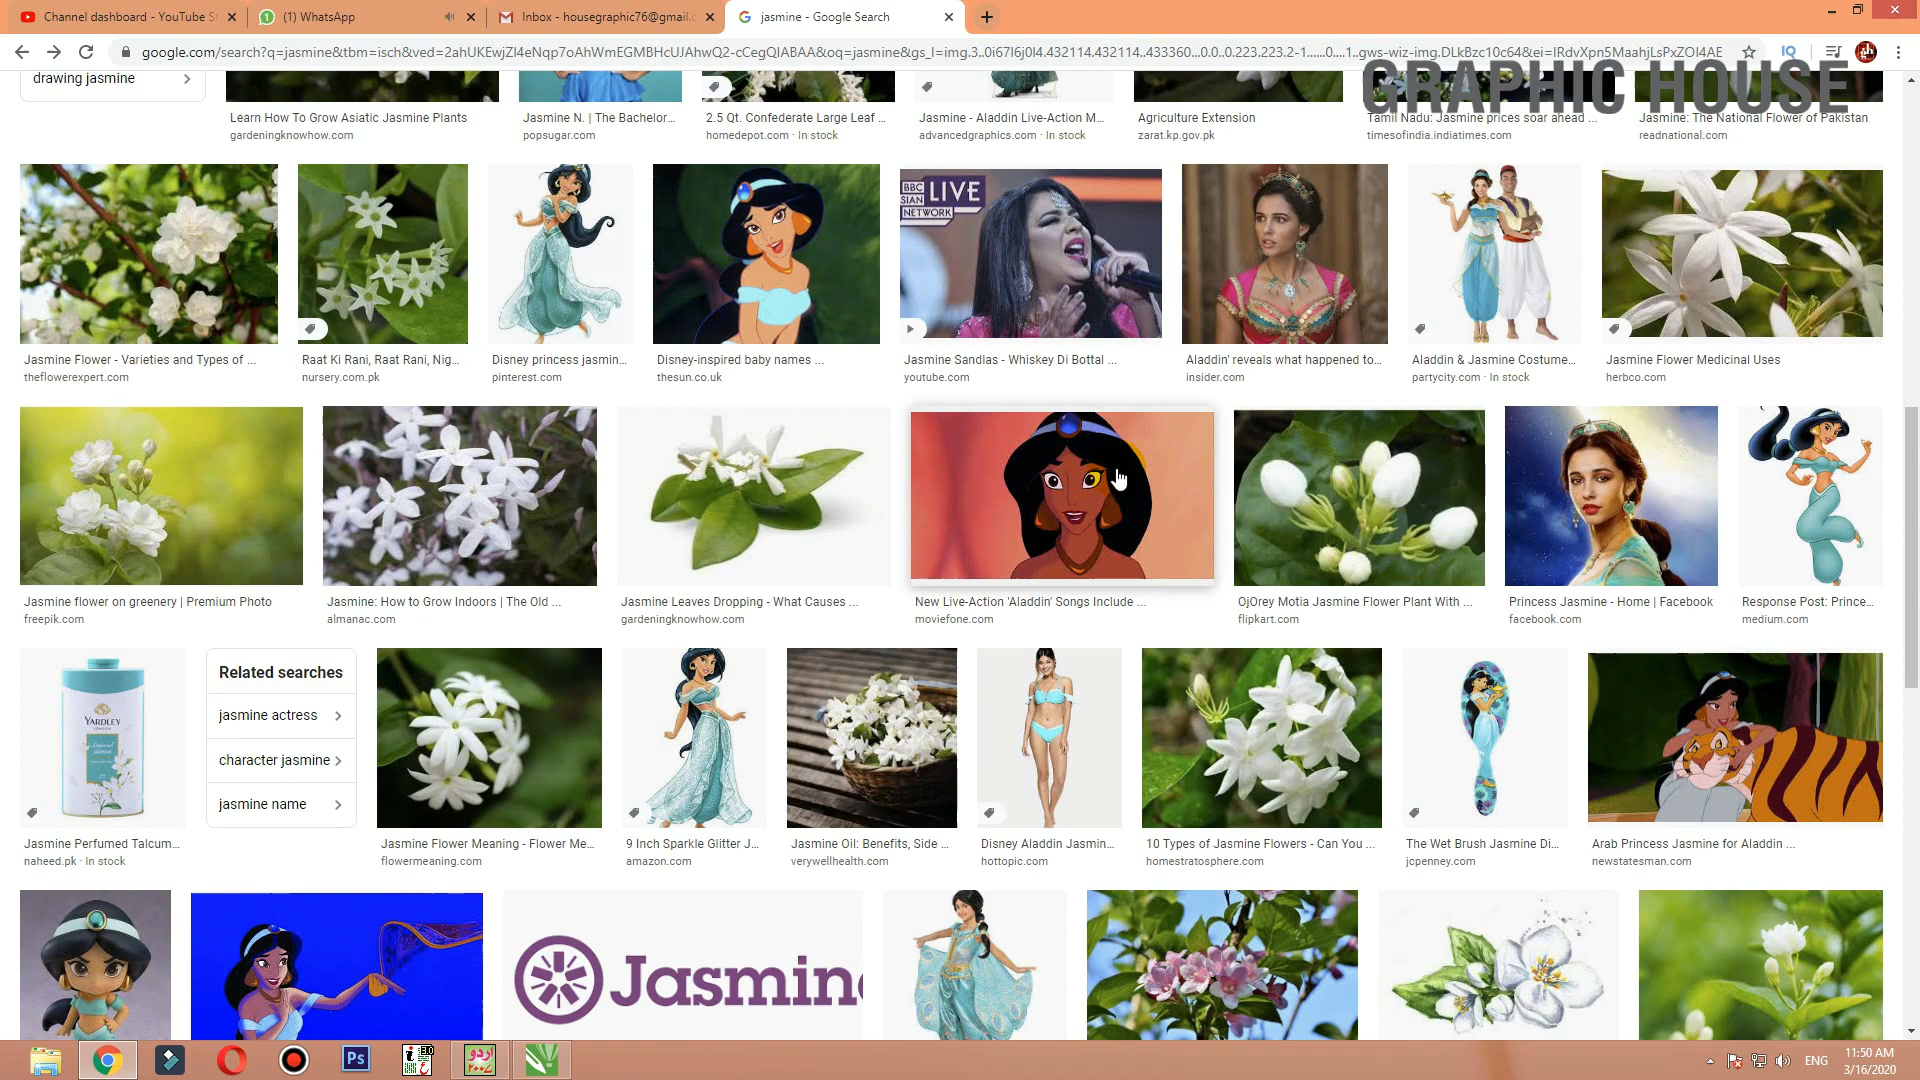 Channel dashboard - YouTube St
(1) WhatsApp
Inbox - housegraphic76@gmail.c
jasmine - Google Search
google.com/search?q=jasmine&tbm=isch&ved=2ahUKEwjZl4eNqp7oAhWmEGMBHcUJAhwQ2-cCegQIABAA&oq=jasmine&gs_l=img.3..0i67l6j0l4.432114.432114..433360...0.0..0.223.223.2-1......0....1..gws-wiz-img.DLkBzc10c64&ei=IRdvXpn5MaahjLsPxZOI4AE
GRAPHIC HOUSE
drawing jasmine
Learn How To Grow Asiatic Jasmine Plants
gardeningknowhow.com
Jasmine N. | The Bachelor...
popsugar.com
2.5 Qt. Confederate Large Leaf ...
homedepot.com · In stock
Jasmine - Aladdin Live-Action M...
advancedgraphics.com · In stock
Agriculture Extension
zarat.kp.gov.pk
Tamil Nadu: Jasmine prices soar ahead ...
timesofindia.indiatimes.com
Jasmine: The National Flower of Pakistan
readnational.com
BBC
SIAN
NETWORK
LIVE
Jasmine Flower - Varieties and Types of ...
theflowerexpert.com
Raat Ki Rani, Raat Rani, Nig...
nursery.com.pk
Disney princess jasmin...
pinterest.com
Disney-inspired baby names ...
thesun.co.uk
Jasmine Sandlas - Whiskey Di Bottal ...
youtube.com
Aladdin' reveals what happened to...
insider.com
Aladdin & Jasmine Costume...
partycity.com · In stock
Jasmine Flower Medicinal Uses
herbco.com
Jasmine flower on greenery | Premium Photo
freepik.com
Jasmine: How to Grow Indoors | The Old ...
almanac.com
Jasmine Leaves Dropping - What Causes ...
gardeningknowhow.com
New Live-Action 'Aladdin' Songs Include ...
moviefone.com
OjOrey Motia Jasmine Flower Plant With ...
flipkart.com
Princess Jasmine - Home | Facebook
facebook.com
Response Post: Prince...
medium.com
YARDLEY
LONDON
Related searches
jasmine actress
character jasmine
jasmine name
Jasmine Perfumed Talcum...
naheed.pk · In stock
Jasmine Flower Meaning - Flower Me...
flowermeaning.com
9 Inch Sparkle Glitter J...
amazon.com
Jasmine Oil: Benefits, Side ...
verywellhealth.com
Disney Aladdin Jasmin...
hottopic.com
10 Types of Jasmine Flowers - Can You ...
homestratosphere.com
The Wet Brush Jasmine Di...
jcpenney.com
Arab Princess Jasmine for Aladdin ...
newstatesman.com
Jasmine
Ps
3.0
اردو
ENG
11:50 AM
3/16/2020